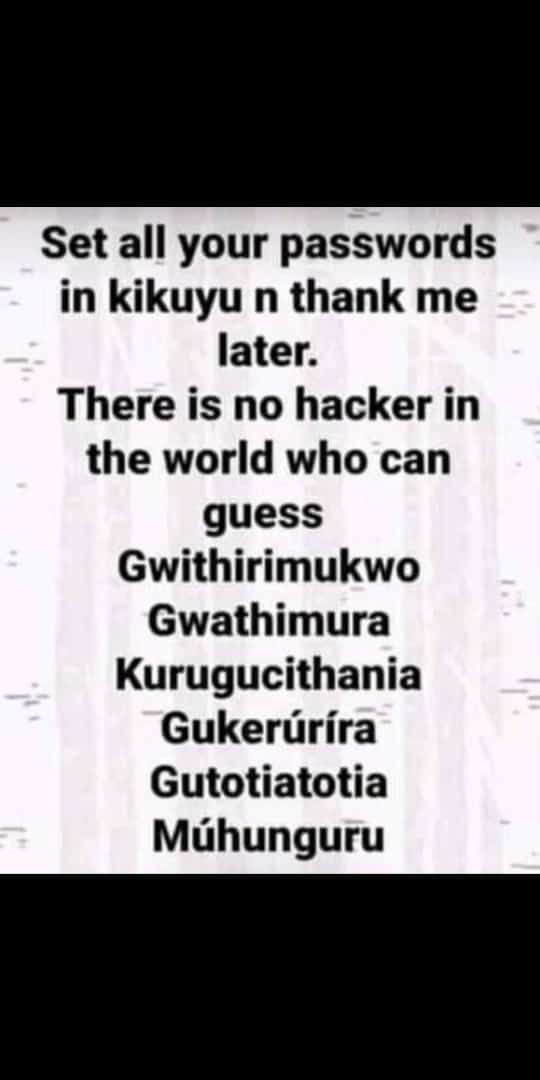 Set all your passwords
in kikuyu n thank me
later.
There is no hacker in
the world who can
guess
Gwithirimukwo
Gwathimura
Kurugucithania
Gukerúríra
Gutotiatotia
Múhunguru